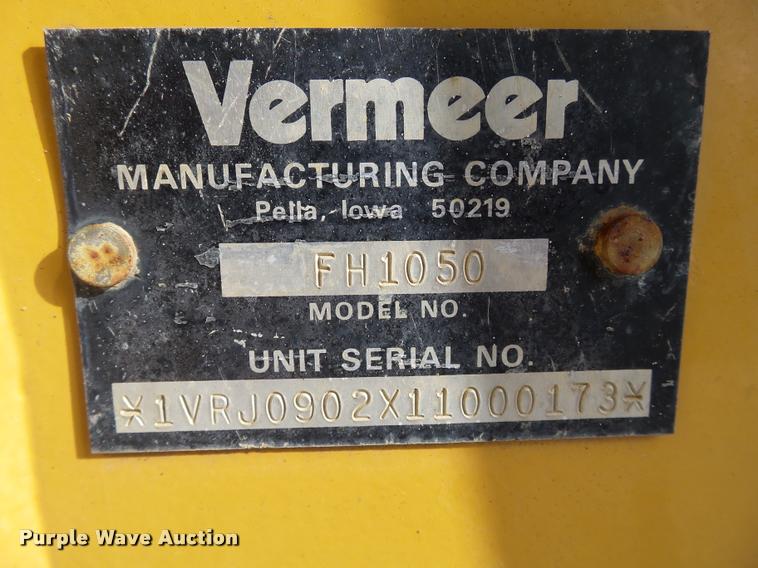 Vermeer
MANUFACTURING COMPANY
Pella, Iowa 50219
FH1050
MODEL NO.
UNIT SERIAL NO.
*1VRJ0902X11000173*
Purple Wave Auction